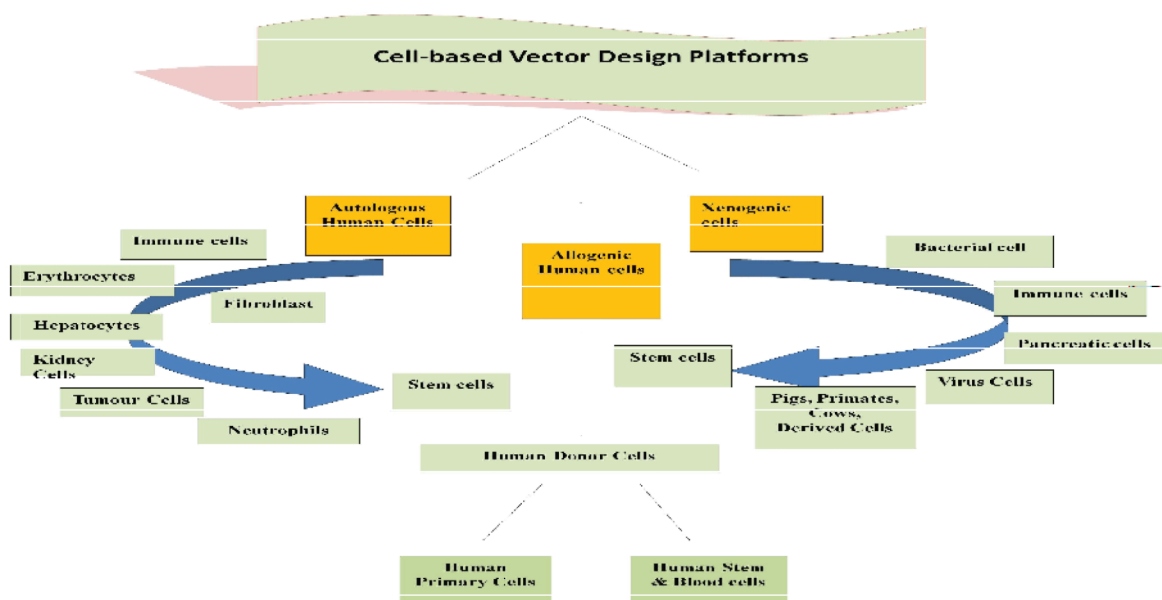 Cell-based Vector Design Platforms
Autologous
Human Cells
Xenogenic
cells
Allogenic
Human cells
Immune cells
Erythrocytes
Fibroblast
Hepatocytes
Kidney
Cells
Tumour Cells
Neutrophils
Stem cells
Bacterial cell
Immune cells
Pancreatic cells
Virus Cells
Stem cells
Pigs, Primates,
Cows,
Derived Cells
Human Donor Cells
Human
Primary Cells
Human Stem
& Blood cells